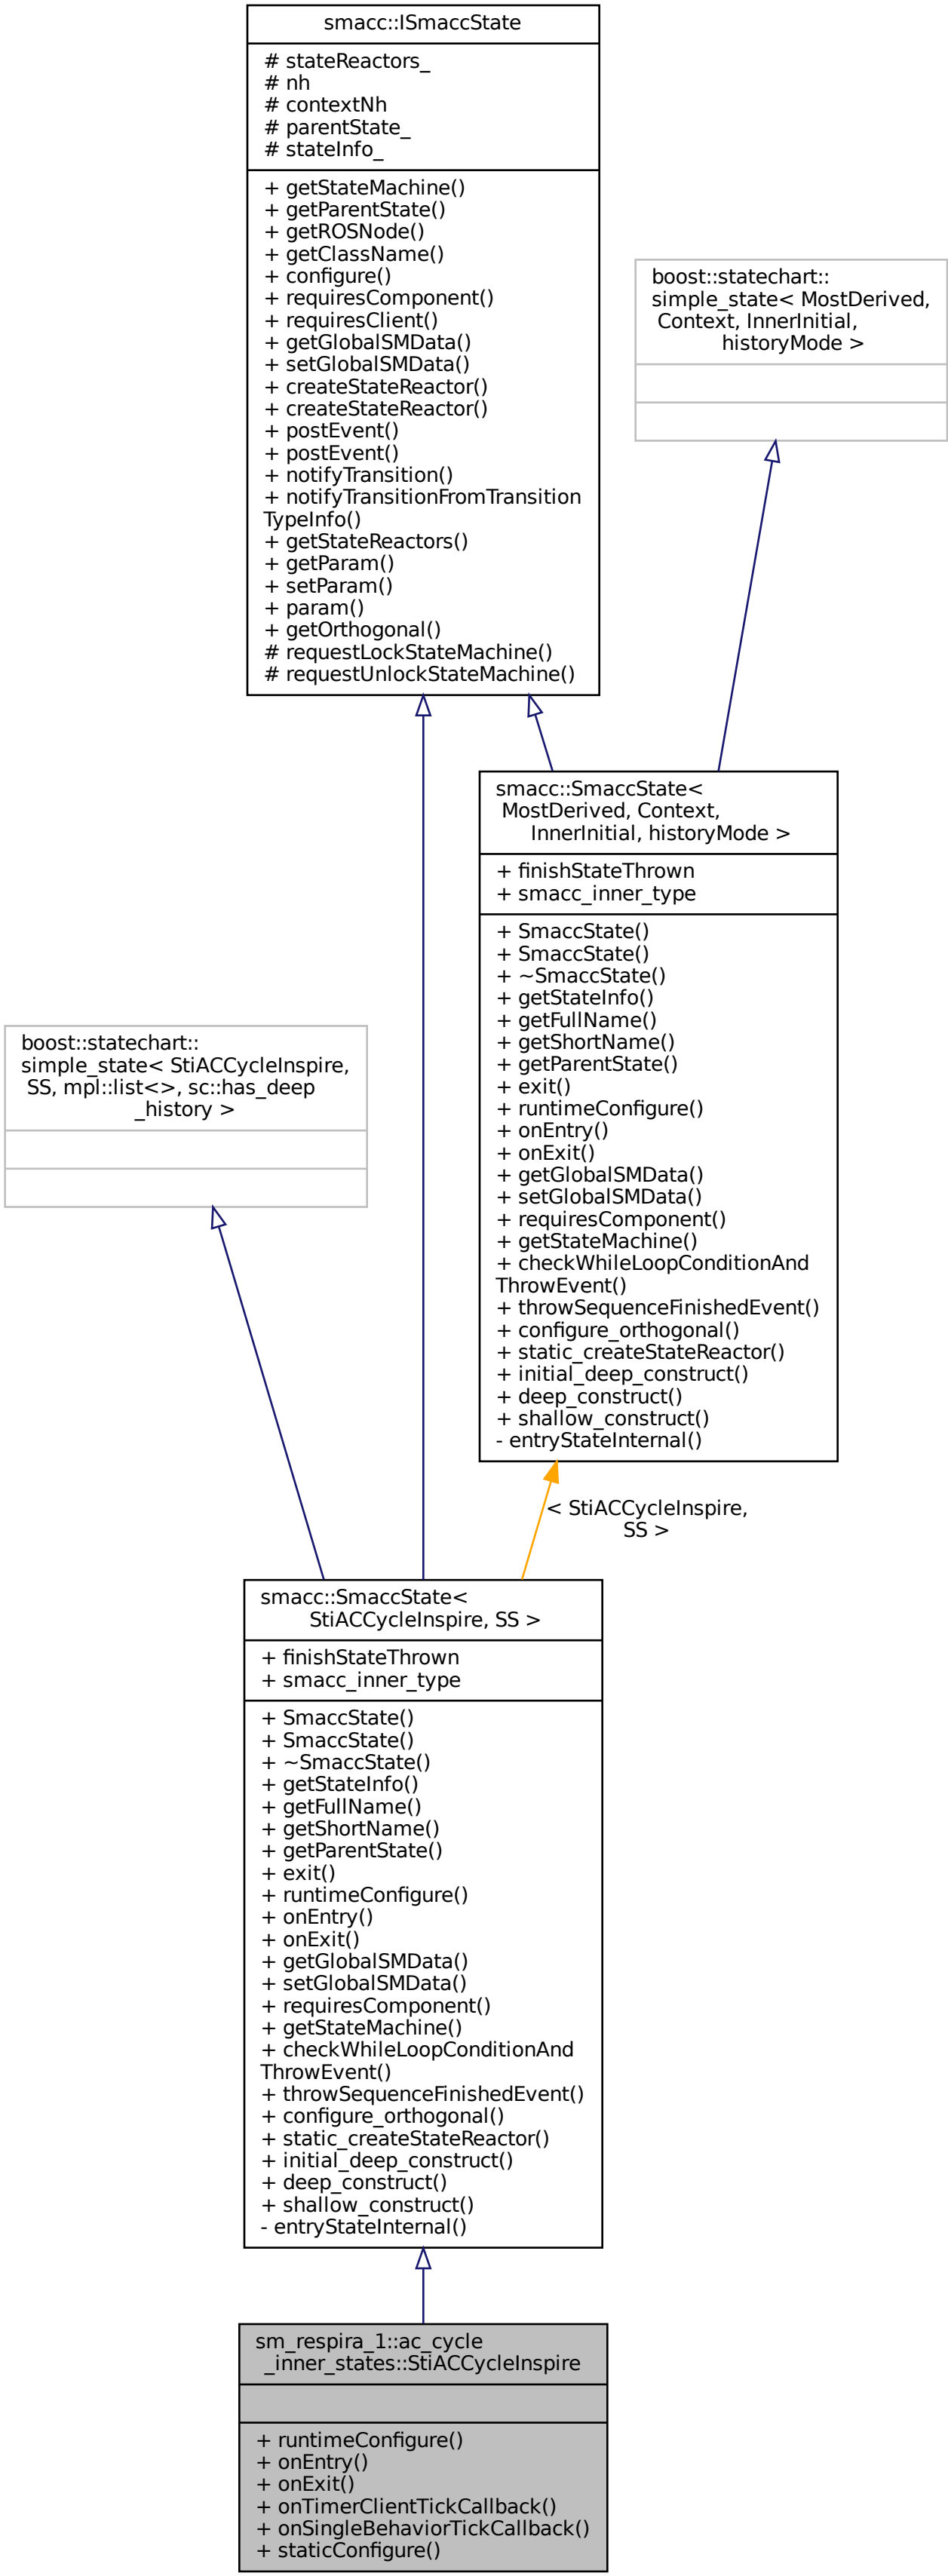 smacc::ISmaccState
# stateReactors_
# nh
# contextNh
# parentState_
# stateInfo_
+ getStateMachine()
+ getParentState()
+ getROSNode()
+ getClassName()
+ configure()
+ requiresComponent()
+ requiresClient()
+ getGlobalSMData()
+ setGlobalSMData()
+ createStateReactor()
+ createStateReactor()
+ postEvent()
+ postEvent()
+ notifyTransition()
+ notifyTransitionFromTransition
TypeInfo()
+ getStateReactors()
+ getParam()
+ setParam()
+ param()
+ getOrthogonal()
# requestLockStateMachine()
# requestUnlockStateMachine()
boost::statechart::
simple_state< MostDerived,
Context, InnerInitial,
historyMode >
smacc::SmaccState<
MostDerived, Context,
InnerInitial, historyMode >
+ finishStateThrown
+ smacc_inner_type
+ SmaccState()
+ SmaccState()
+ ~SmaccState()
+ getStateInfo()
+ getFullName()
+ getShortName()
+ getParentState()
+ exit()
+ runtimeConfigure()
+ onEntry()
+ onExit()
+ getGlobalSMData()
+ setGlobalSMData()
+ requiresComponent()
+ getStateMachine()
+ checkWhileLoopConditionAnd
ThrowEvent()
+ throwSequenceFinishedEvent()
+ configure_orthogonal()
+ static_createStateReactor()
+ initial_deep_construct()
+ deep_construct()
+ shallow_construct()
- entryStateInternal()
boost::statechart::
simple_state< StiACCycleInspire,
SS, mpl::list<>, sc::has_deep
_history >
< StiACCycleInspire,
SS >
smacc::SmaccState<
StiACCycleInspire, SS >
+ finishStateThrown
+ smacc_inner_type
+ SmaccState()
+ SmaccState()
+ ~SmaccState()
+ getStateInfo()
+ getFullName()
+ getShortName()
+ getParentState()
+ exit()
+ runtimeConfigure()
+ onEntry()
+ onExit()
+ getGlobalSMData()
+ setGlobalSMData()
+ requiresComponent()
+ getStateMachine()
+ checkWhileLoopConditionAnd
ThrowEvent()
+ throwSequenceFinishedEvent()
+ configure_orthogonal()
+ static_createStateReactor()
+ initial_deep_construct()
+ deep_construct()
+ shallow_construct()
- entryStateInternal()
sm_respira_1::ac_cycle
_inner_states::StiACCycleInspire
+ runtimeConfigure()
+ onEntry()
+ onExit()
+ onTimerClientTickCallback()
+ onSingleBehaviorTickCallback()
+ staticConfigure()